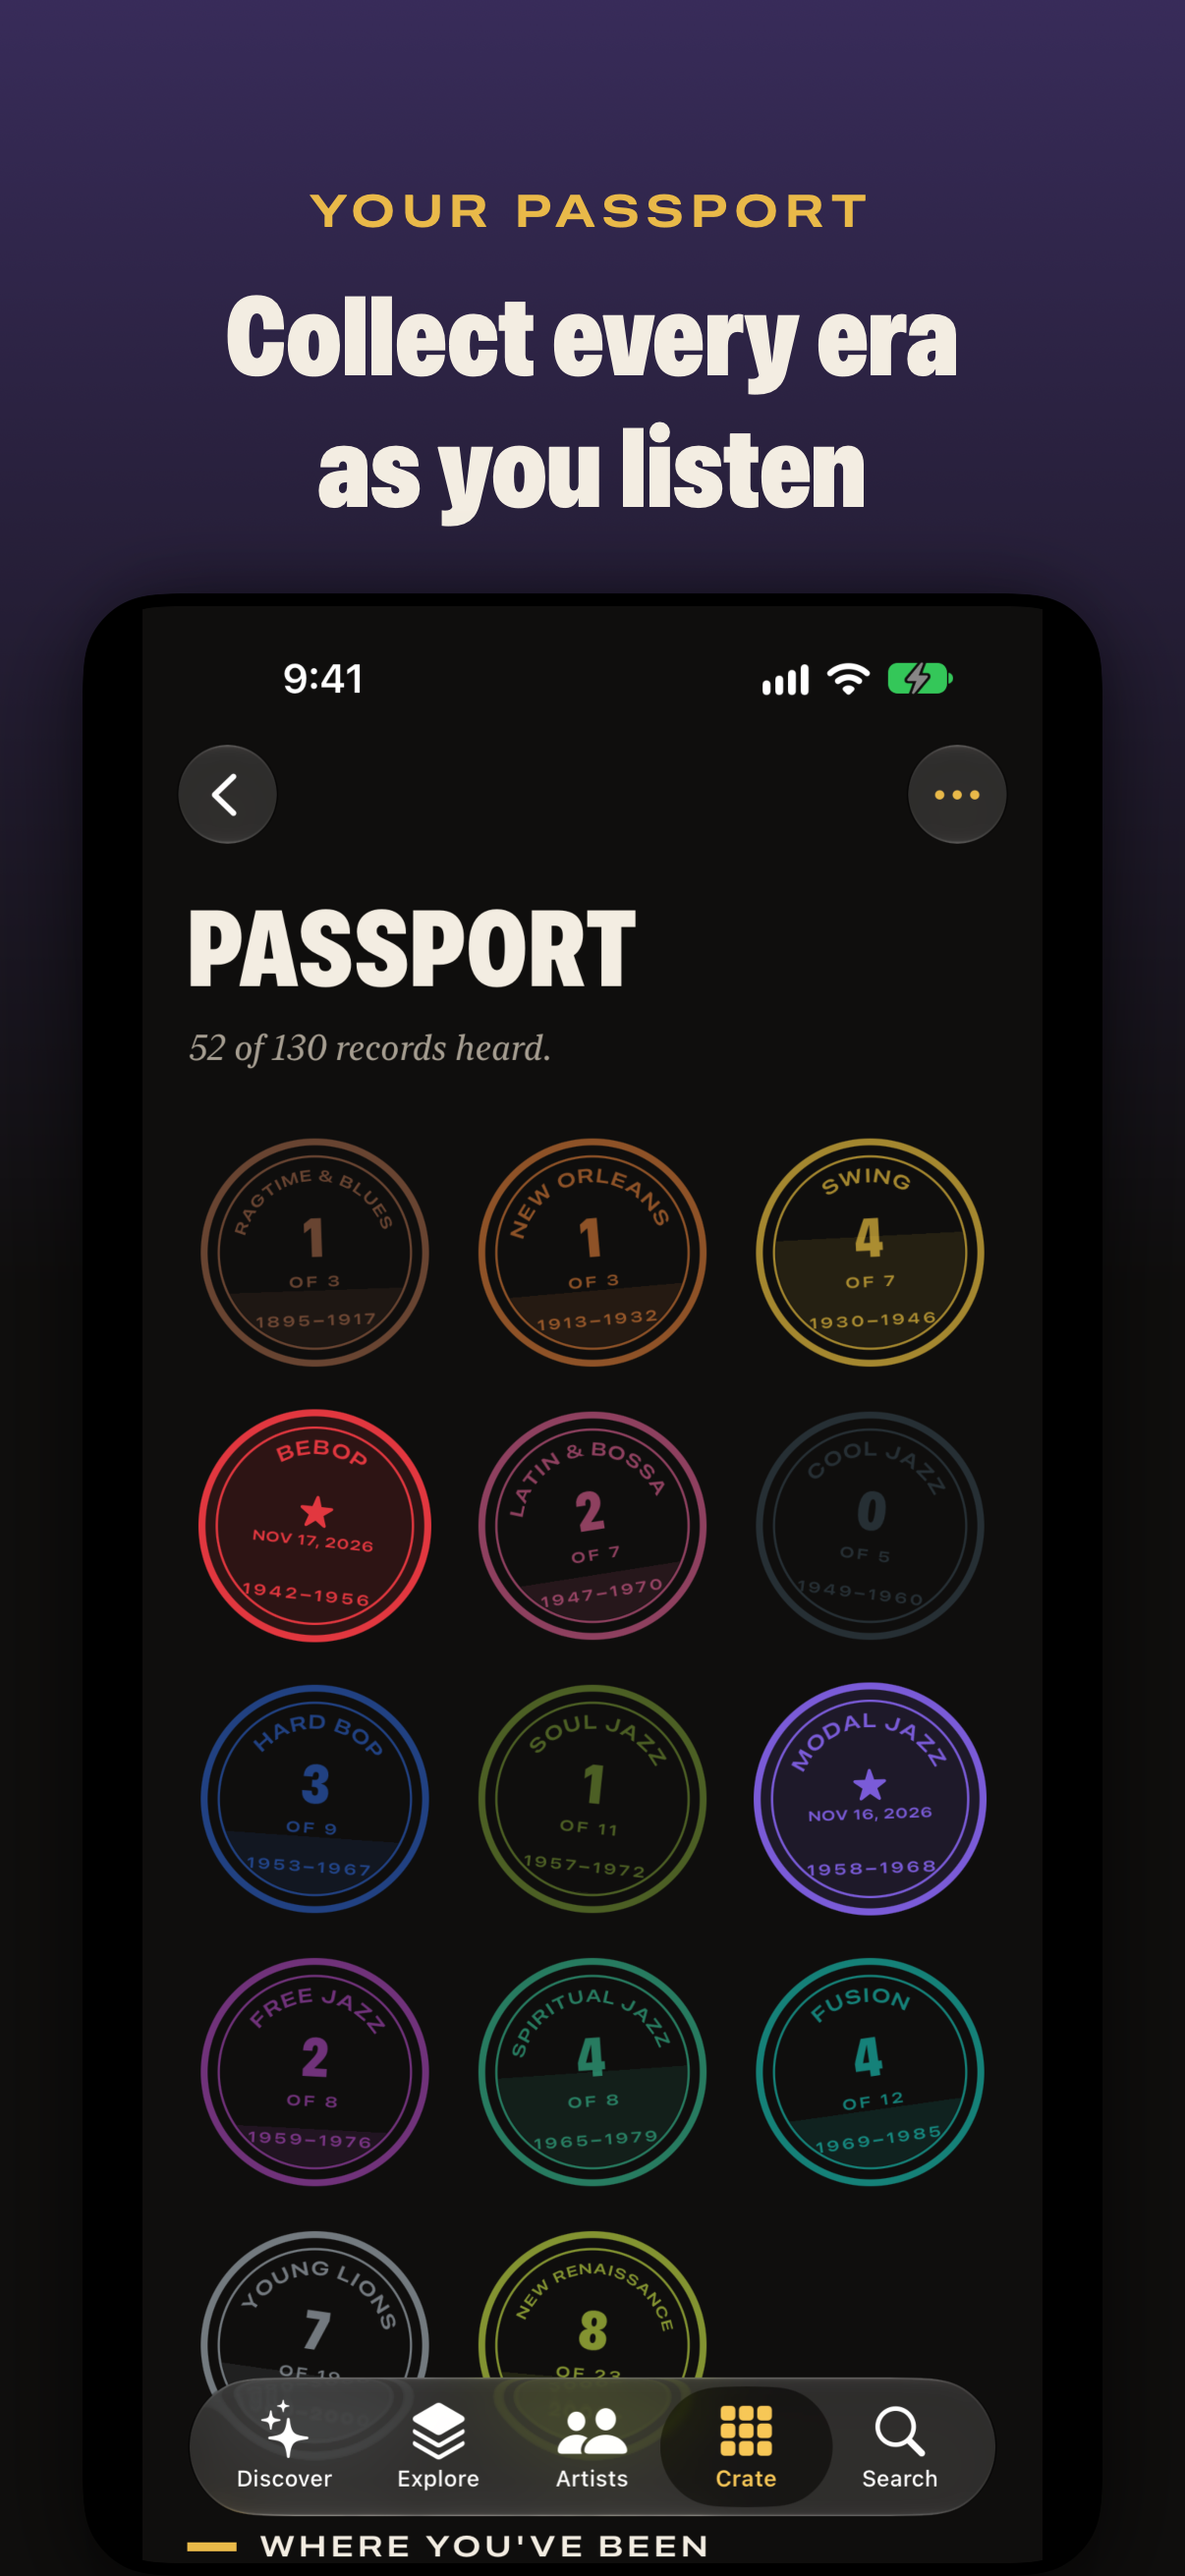 YOUR PASSPORT
Collect every era
as you listen
9:41
PASSPORT
52 of 130 records heard.
RAGTIME & BLUES
1
OF 3
1895–1917
NEW ORLEANS
1
OF 3
1913–1932
SWING
4
OF 7
1930–1946
BEBOP
NOV 17, 2026
1942–1956
LATIN & BOSSA
2
OF 7
1947–1970
COOL JAZZ
0
OF 5
1949–1960
HARD BOP
3
OF 9
1953–1967
SOUL JAZZ
1
OF 11
1957–1972
MODAL JAZZ
NOV 16, 2026
1958–1968
FREE JAZZ
2
OF 8
1959–1976
SPIRITUAL JAZZ
4
OF 8
1965–1979
FUSION
4
OF 12
1969–1985
YOUNG LIONS
7
OF 19
NEW RENAISSANCE
8
OF 23
Discover
Explore
Artists
Crate
Search
WHERE YOU'VE BEEN